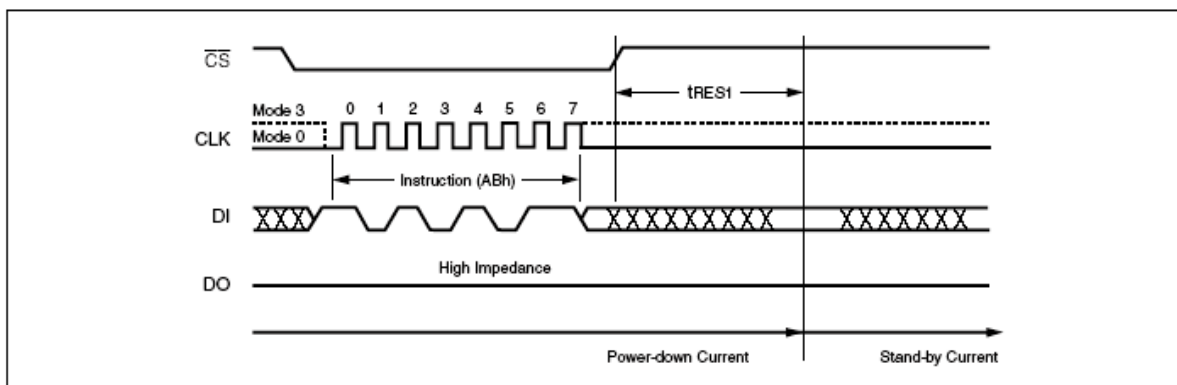 CS
tRES1
Mode 3
0 1 2 3 4 5 6 7
CLK
Mode 0
Instruction (ABh)
DI
High Impedance
DO
Power-down Current
Stand-by Current